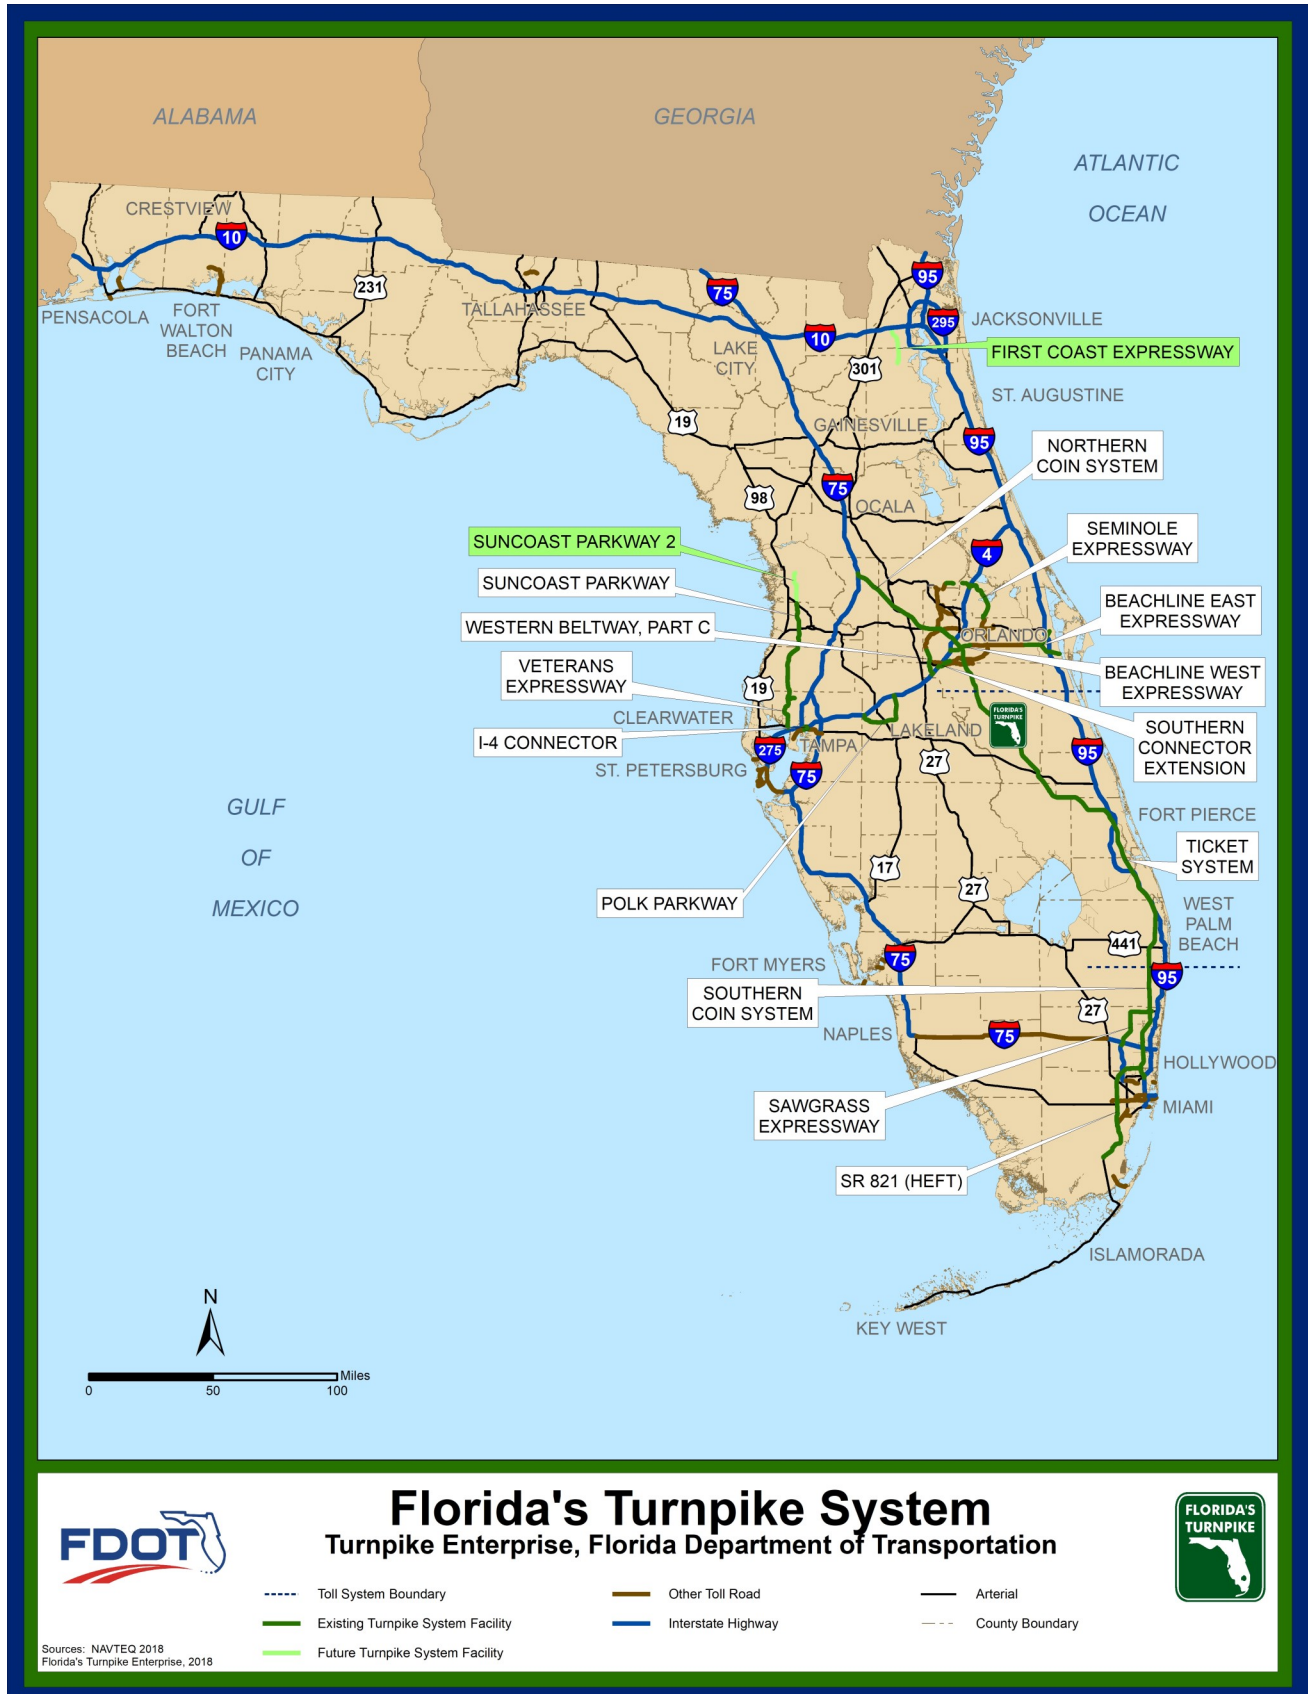 ALABAMA
GEORGIA
ATLANTIC
OCEAN
CRESTVIEW
10
95
75
231
295
JACKSONVILLE
PENSACOLA
FORT
WALTON
BEACH
PANAMA
CITY
TALLAHASSEE
LAKE
CITY
10
FIRST COAST EXPRESSWAY
301
ST. AUGUSTINE
19
GAINESVILLE
95
NORTHERN
COIN SYSTEM
75
98
OCALA
SUNCOAST PARKWAY 2
4
SEMINOLE
EXPRESSWAY
SUNCOAST PARKWAY
BEACHLINE EAST
EXPRESSWAY
WESTERN BELTWAY, PART C
ORLANDO
VETERANS
EXPRESSWAY
19
BEACHLINE WEST
EXPRESSWAY
CLEARWATER
FLORIDA'S
TURNPIKE
I-4 CONNECTOR
LAKELAND
TAMPA
SOUTHERN
CONNECTOR
EXTENSION
275
ST. PETERSBURG
75
27
95
GULF
OF
MEXICO
FORT PIERCE
TICKET
SYSTEM
17
27
POLK PARKWAY
WEST
PALM
BEACH
441
FORT MYERS
75
95
SOUTHERN
COIN SYSTEM
27
NAPLES
75
HOLLYWOOD
SAWGRASS
EXPRESSWAY
MIAMI
SR 821 (HEFT)
ISLAMORADA
KEY WEST
N
Miles
0 50 100
Florida's Turnpike System
Turnpike Enterprise, Florida Department of Transportation
FDOT
FLORIDA'S
TURNPIKE
Toll System Boundary
Other Toll Road
Arterial
Existing Turnpike System Facility
Interstate Highway
County Boundary
Future Turnpike System Facility
Sources: NAVTEQ 2018
Florida's Turnpike Enterprise, 2018